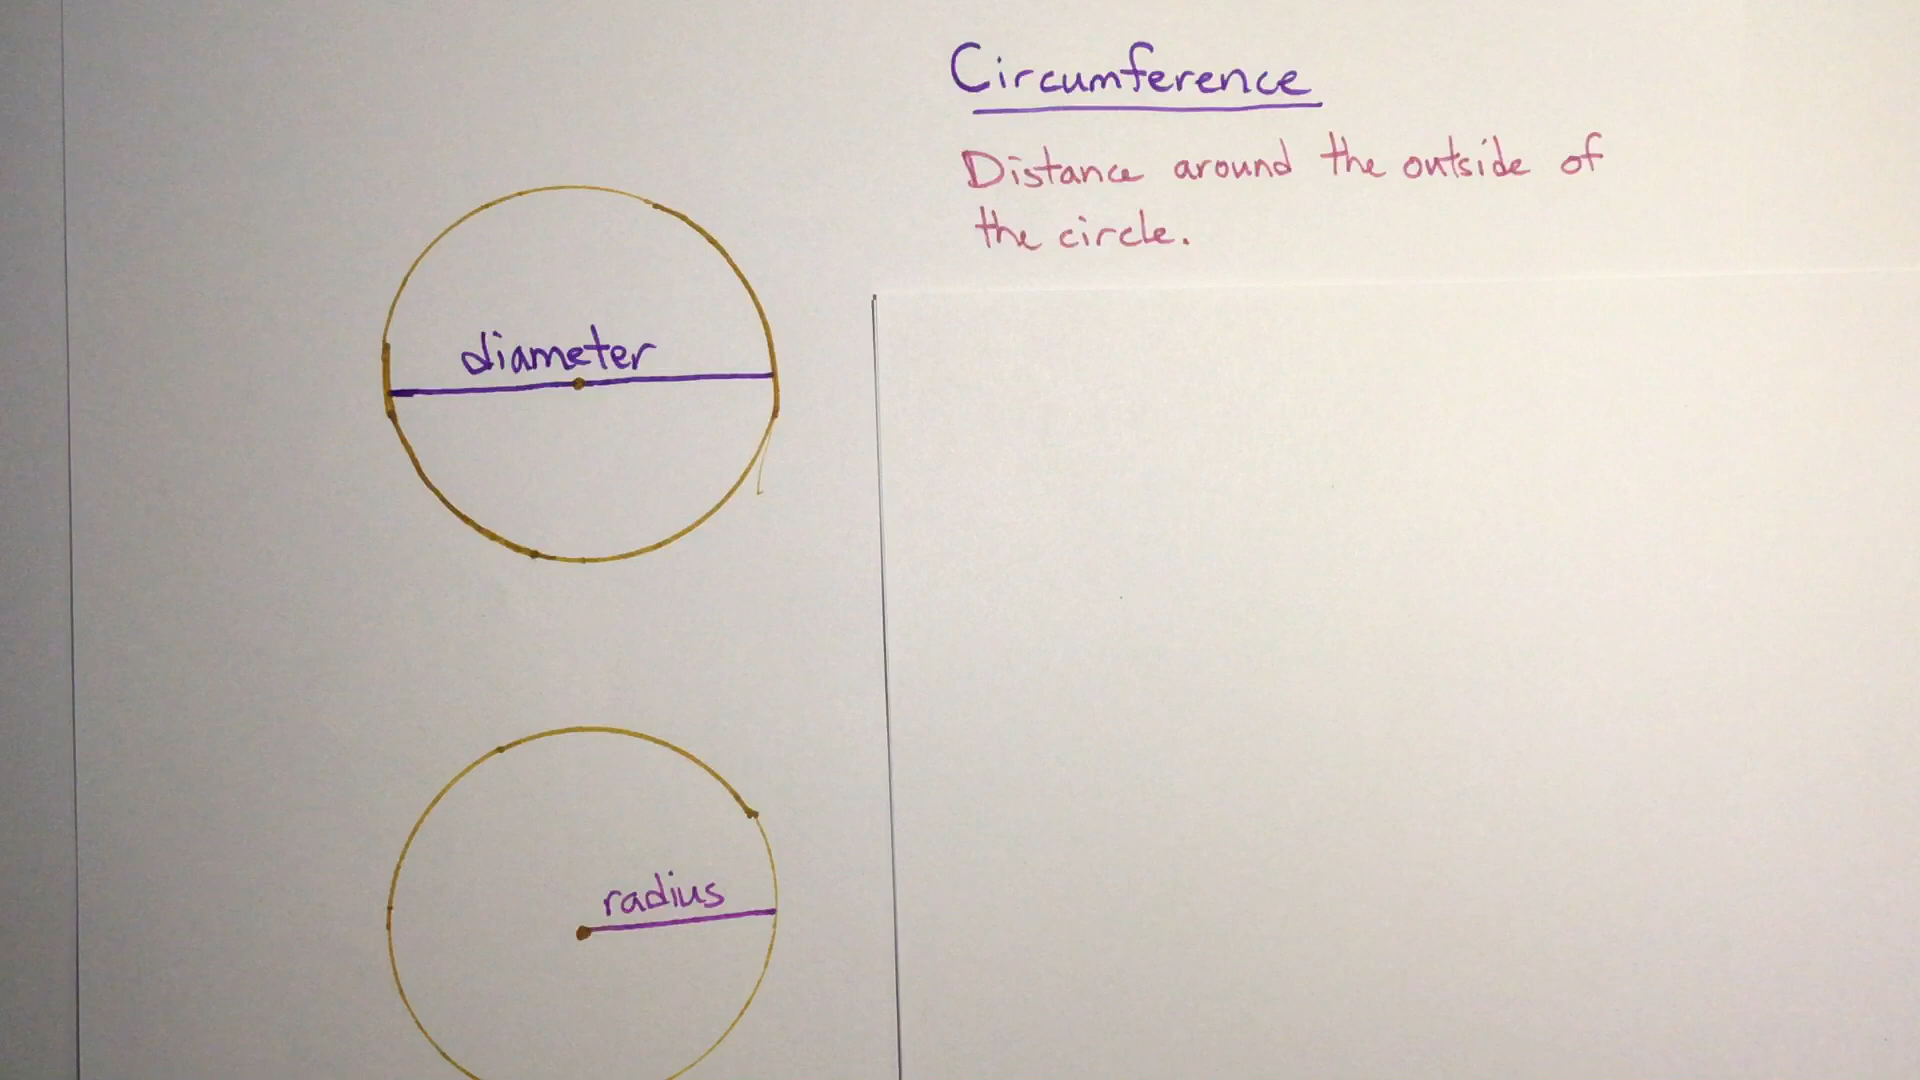 Circumference
Distance around the outside of
the circle.
diameter
radius